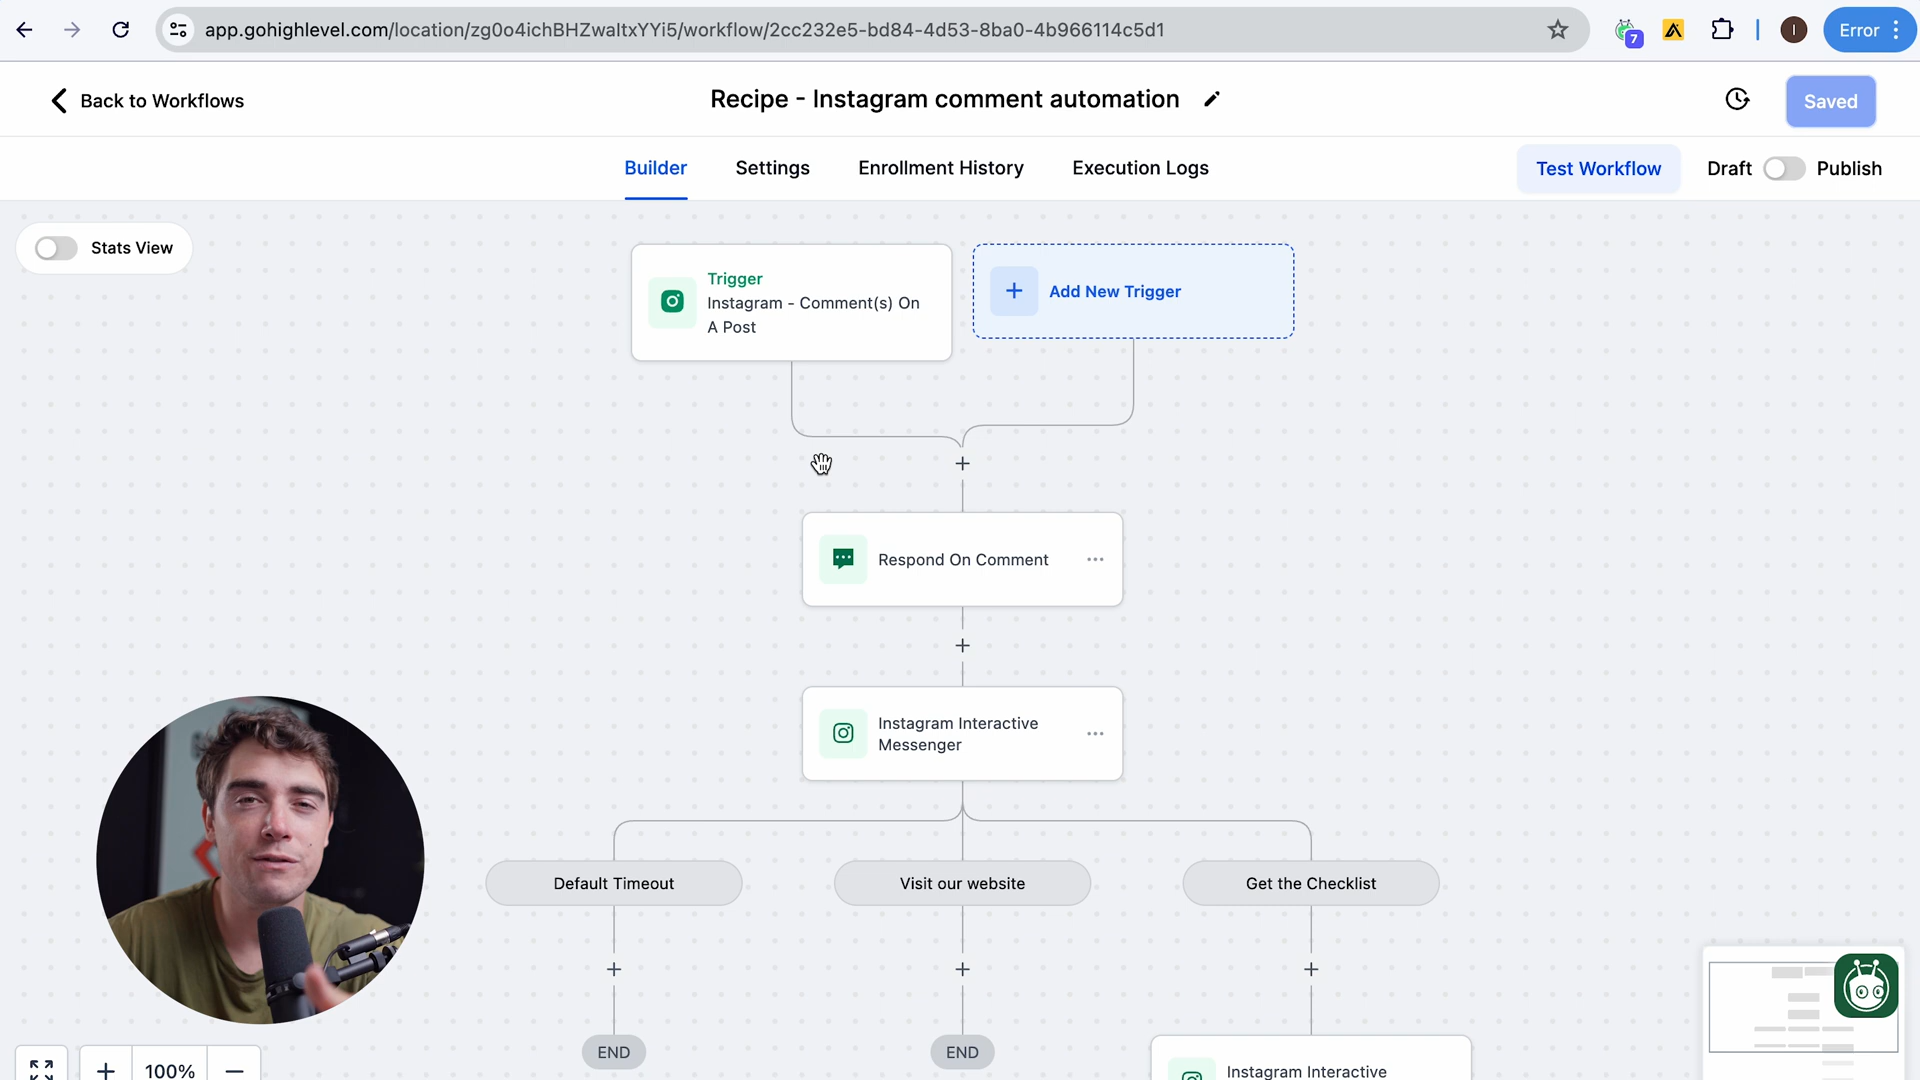 app.gohighlevel.com/location/zg0o4ichBHZwaItxYYi5/workflow/2cc232e5-bd84-4d53-8ba0-4b966114c5d1
7
I
Error
Back to Workflows
Recipe - Instagram comment automation
Saved
Builder
Settings
Enrollment History
Execution Logs
Test Workflow
Draft
Publish
Stats View
Trigger
Instagram - Comment(s) On
A Post
Add New Trigger
Respond On Comment
Instagram Interactive
Messenger
Default Timeout
Visit our website
Get the Checklist
END
END
Instagram Interactive
100%